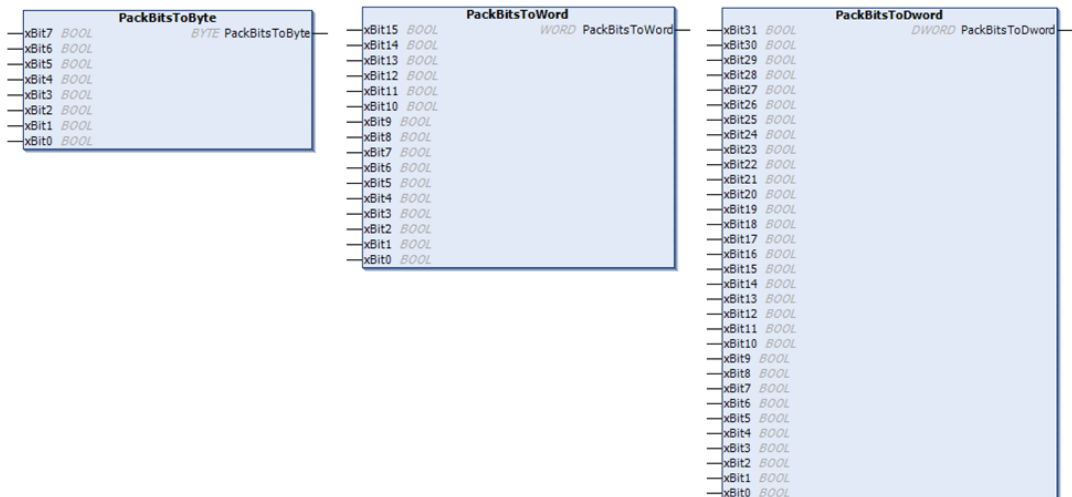 PackBitsToByte
xBit7 BOOL BYTE PackBitsToByte
xBit6 BOOL
xBit5 BOOL
xBit4 BOOL
xBit3 BOOL
xBit2 BOOL
xBit1 BOOL
xBit0 BOOL
PackBitsToWord
xBit15 BOOL WORD PackBitsToWord
xBit14 BOOL
xBit13 BOOL
xBit12 BOOL
xBit11 BOOL
xBit10 BOOL
xBit9 BOOL
xBit8 BOOL
xBit7 BOOL
xBit6 BOOL
xBit5 BOOL
xBit4 BOOL
xBit3 BOOL
xBit2 BOOL
xBit1 BOOL
xBit0 BOOL
PackBitsToDword
xBit31 BOOL DWORD PackBitsToDword
xBit30 BOOL
xBit29 BOOL
xBit28 BOOL
xBit27 BOOL
xBit26 BOOL
xBit25 BOOL
xBit24 BOOL
xBit23 BOOL
xBit22 BOOL
xBit21 BOOL
xBit20 BOOL
xBit19 BOOL
xBit18 BOOL
xBit17 BOOL
xBit16 BOOL
xBit15 BOOL
xBit14 BOOL
xBit13 BOOL
xBit12 BOOL
xBit11 BOOL
xBit10 BOOL
xBit9 BOOL
xBit8 BOOL
xBit7 BOOL
xBit6 BOOL
xBit5 BOOL
xBit4 BOOL
xBit3 BOOL
xBit2 BOOL
xBit1 BOOL
xBit0 BOOL